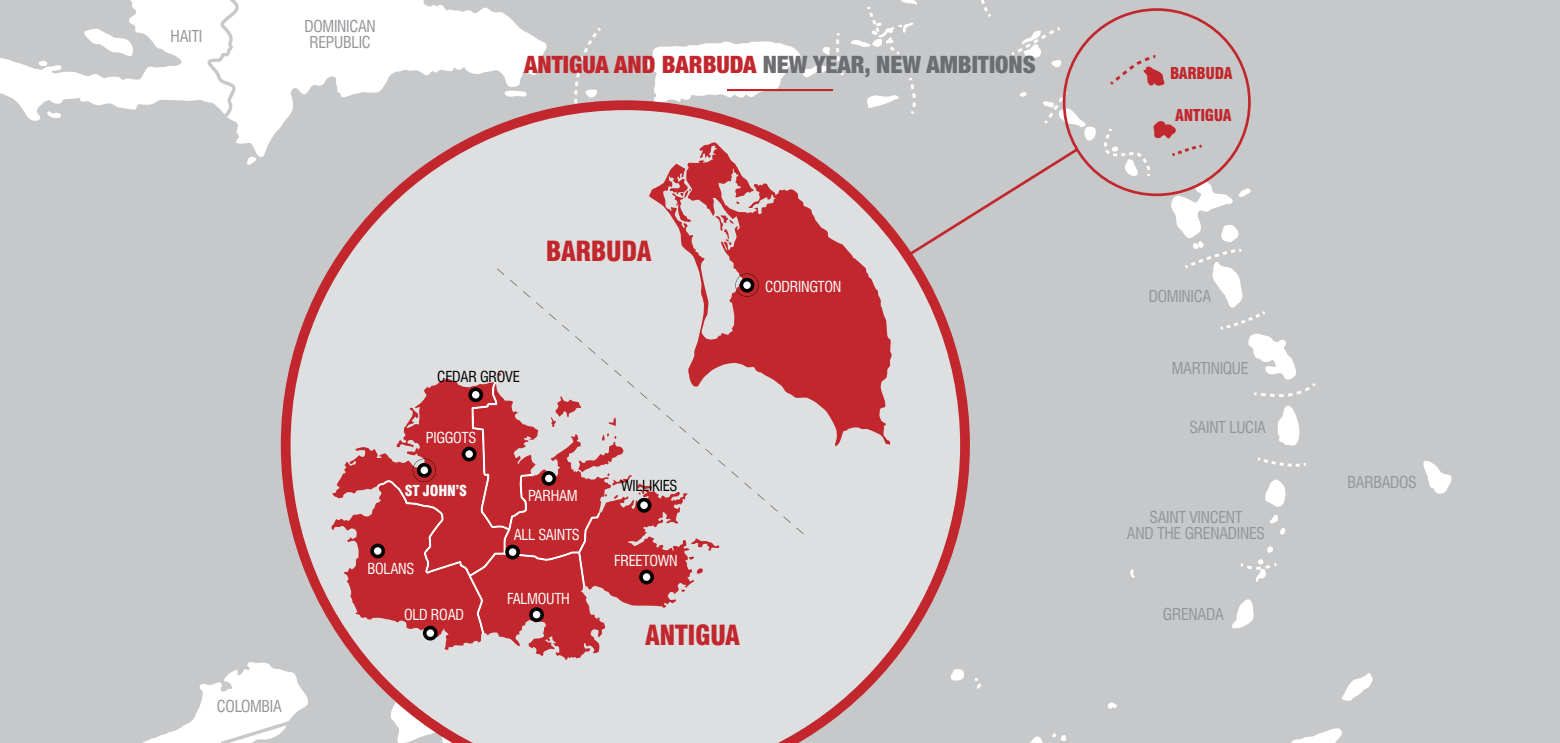 HAITI
DOMINICAN
REPUBLIC
ANTIGUA AND BARBUDA NEW YEAR, NEW AMBITIONS
BARBUDA
ANTIGUA
BARBUDA
CODRINGTON
DOMINICA
MARTINIQUE
CEDAR GROVE
SAINT LUCIA
PIGGOTS
ST JOHN'S
PARHAM
WILLIKIES
BARBADOS
SAINT VINCENT
AND THE GRENADINES
ALL SAINTS
BOLANS
FREETOWN
OLD ROAD
FALMOUTH
GRENADA
ANTIGUA
COLOMBIA